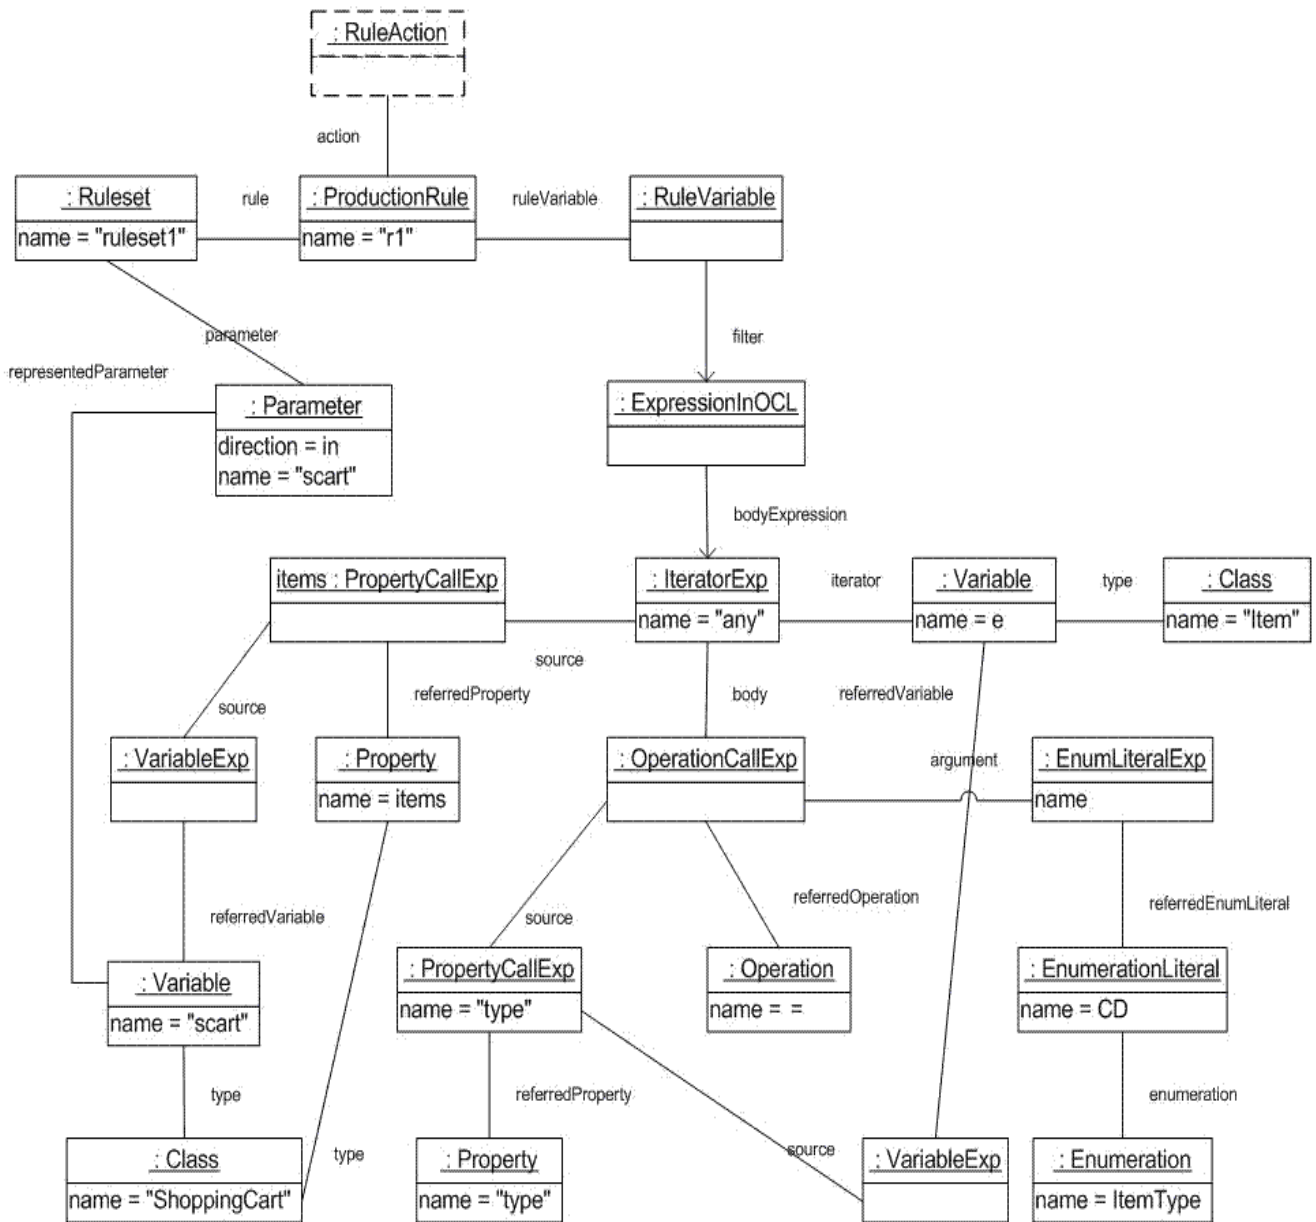 : RuleAction
action
: Ruleset
name = "ruleset1"
rule
: ProductionRule
name = "r1"
ruleVariable
: RuleVariable
parameter
filter
representedParameter
: Parameter
direction = in
name = "scart"
: ExpressionInOCL
bodyExpression
items : PropertyCallExp
source
: IteratorExp
name = "any"
iterator
: Variable
name = e
type
: Class
name = "Item"
source
referredProperty
body
referredVariable
: VariableExp
: Property
name = items
: OperationCallExp
argument
: EnumLiteralExp
name
referredVariable
source
referredOperation
referredEnumLiteral
: Variable
name = "scart"
: PropertyCallExp
name = "type"
: Operation
name = =
: EnumerationLiteral
name = CD
type
referredProperty
enumeration
: Class
name = "ShoppingCart"
type
: Property
name = "type"
source
: VariableExp
: Enumeration
name = ItemType